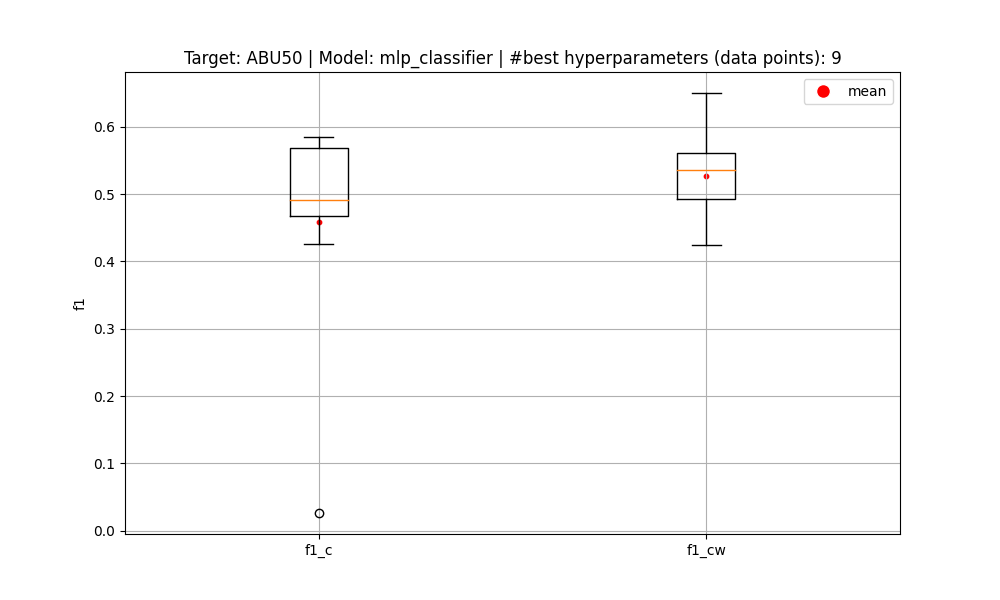 Target: ABU50 | Model: mlp_classifier | #best hyperparameters (data points): 9
mean
0.6
0.5
0.4
0.3
0.2
0.1
0.0
f1
f1_c
f1_cw